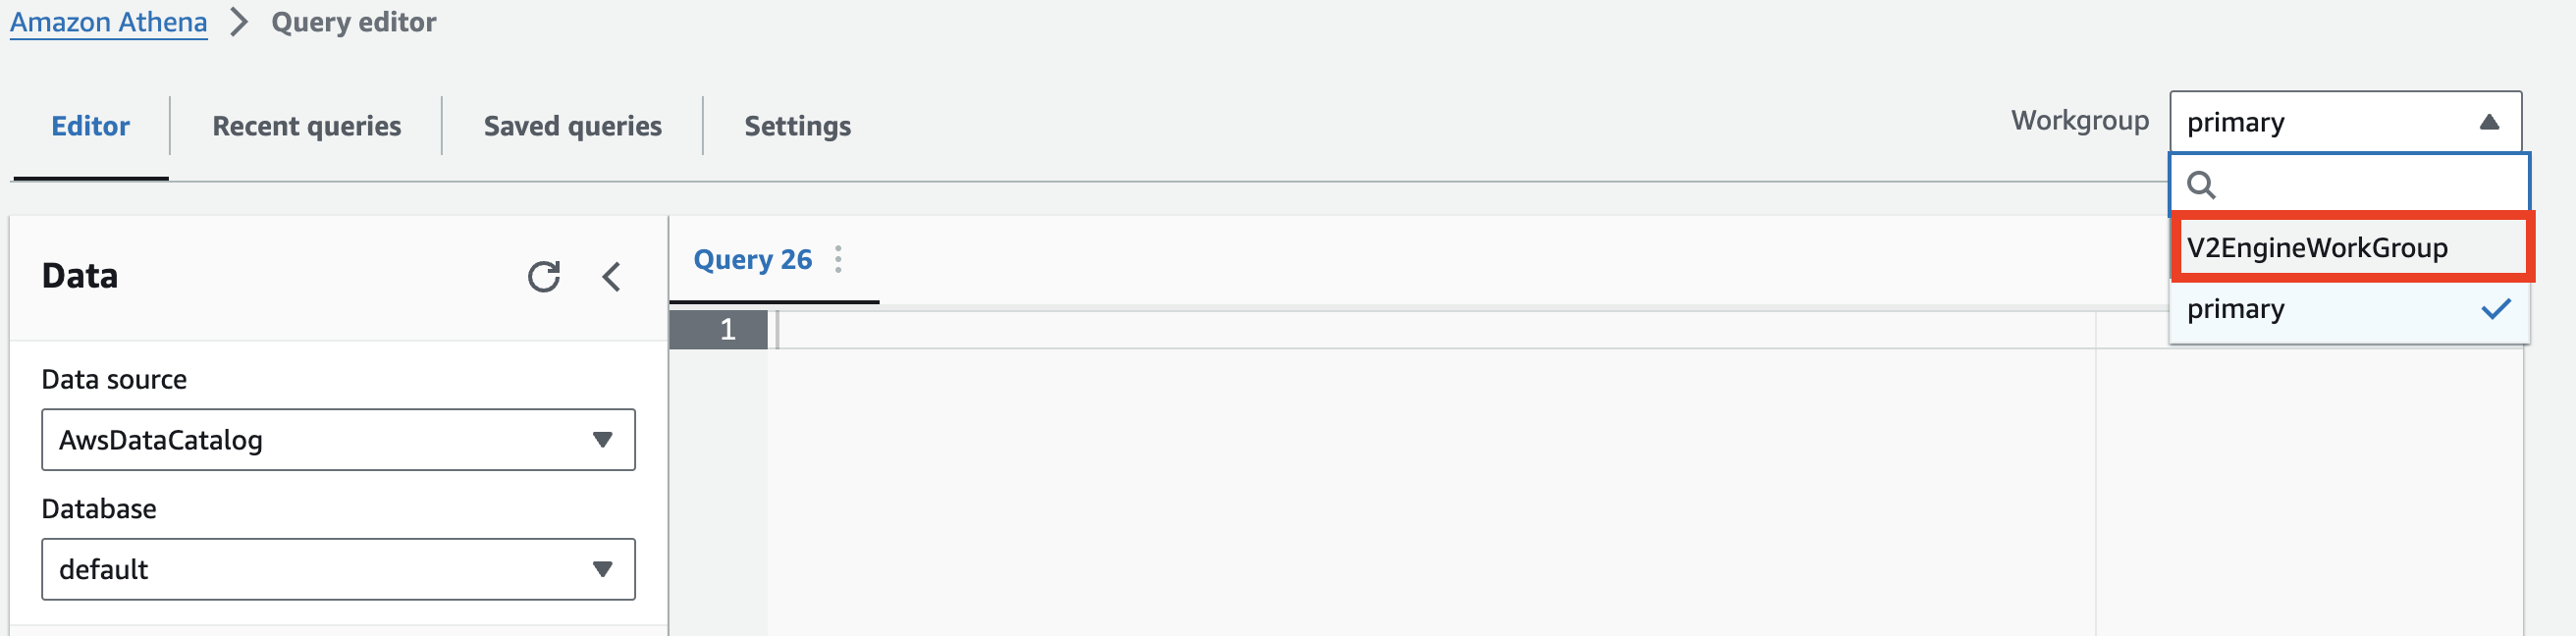 Amazon Athena > Query editor
Editor Recent queries Saved queries Settings Workgroup primary
V2EngineWorkGroup
primary
Data
Query 26
1
Data source
AwsDataCatalog
Database
default